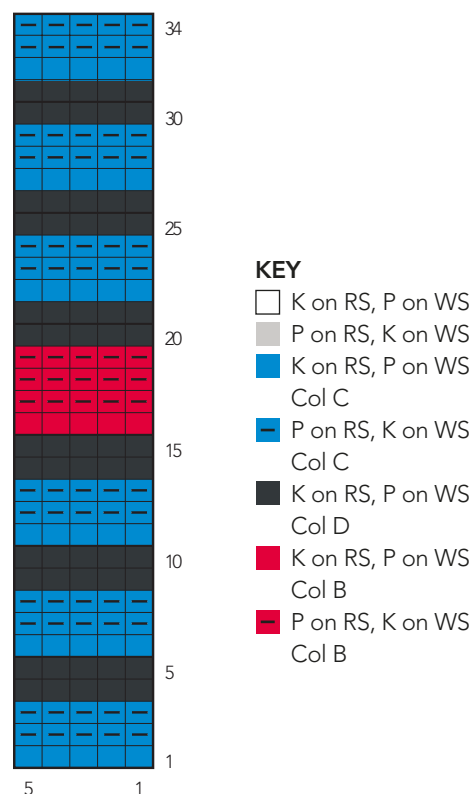 34
30
25
20
15
10
5
1
5 1
KEY
K on RS, P on WS
P on RS, K on WS
K on RS, P on WS
Col C
P on RS, K on WS
Col C
K on RS, P on WS
Col D
K on RS, P on WS
Col B
P on RS, K on WS
Col B